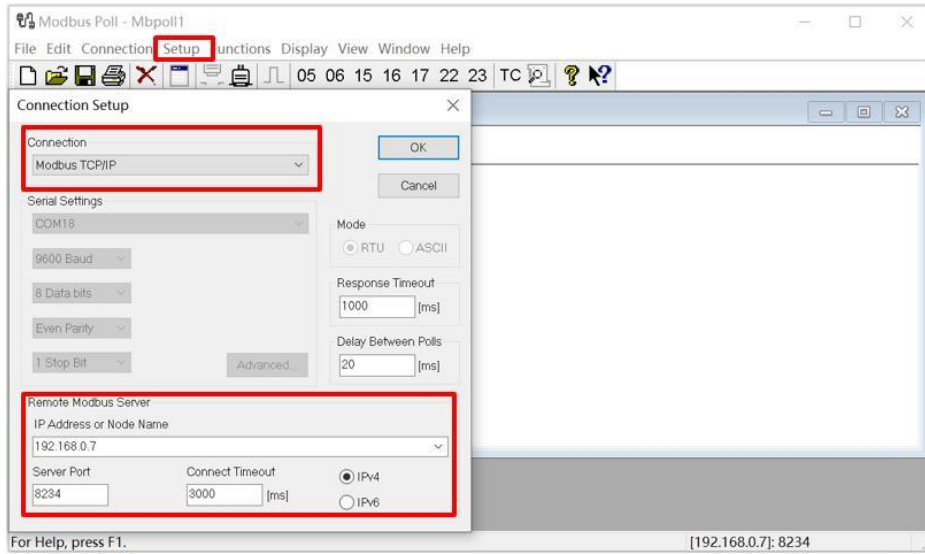 Modbus Poll - Mbpoll1
File Edit Connection Setup unctions Display View Window Help
05 06 15 16 17 22 23 TC
Connection Setup
Connection
Modbus TCP/IP
OK
Cancel
Serial Settings
COM18
Mode
RTU ASCII
9600 Baud
Response Timeout
8 Data bits
1000 [ms]
Even Parity
Delay Between Polls
1 Stop Bit Advanced...
20 [ms]
Remote Modbus Server
IP Address or Node Name
192.168.0.7
Server Port Connect Timeout
IPv4
8234 3000 [ms]
IPv6
For Help, press F1. [192.168.0.7]: 8234